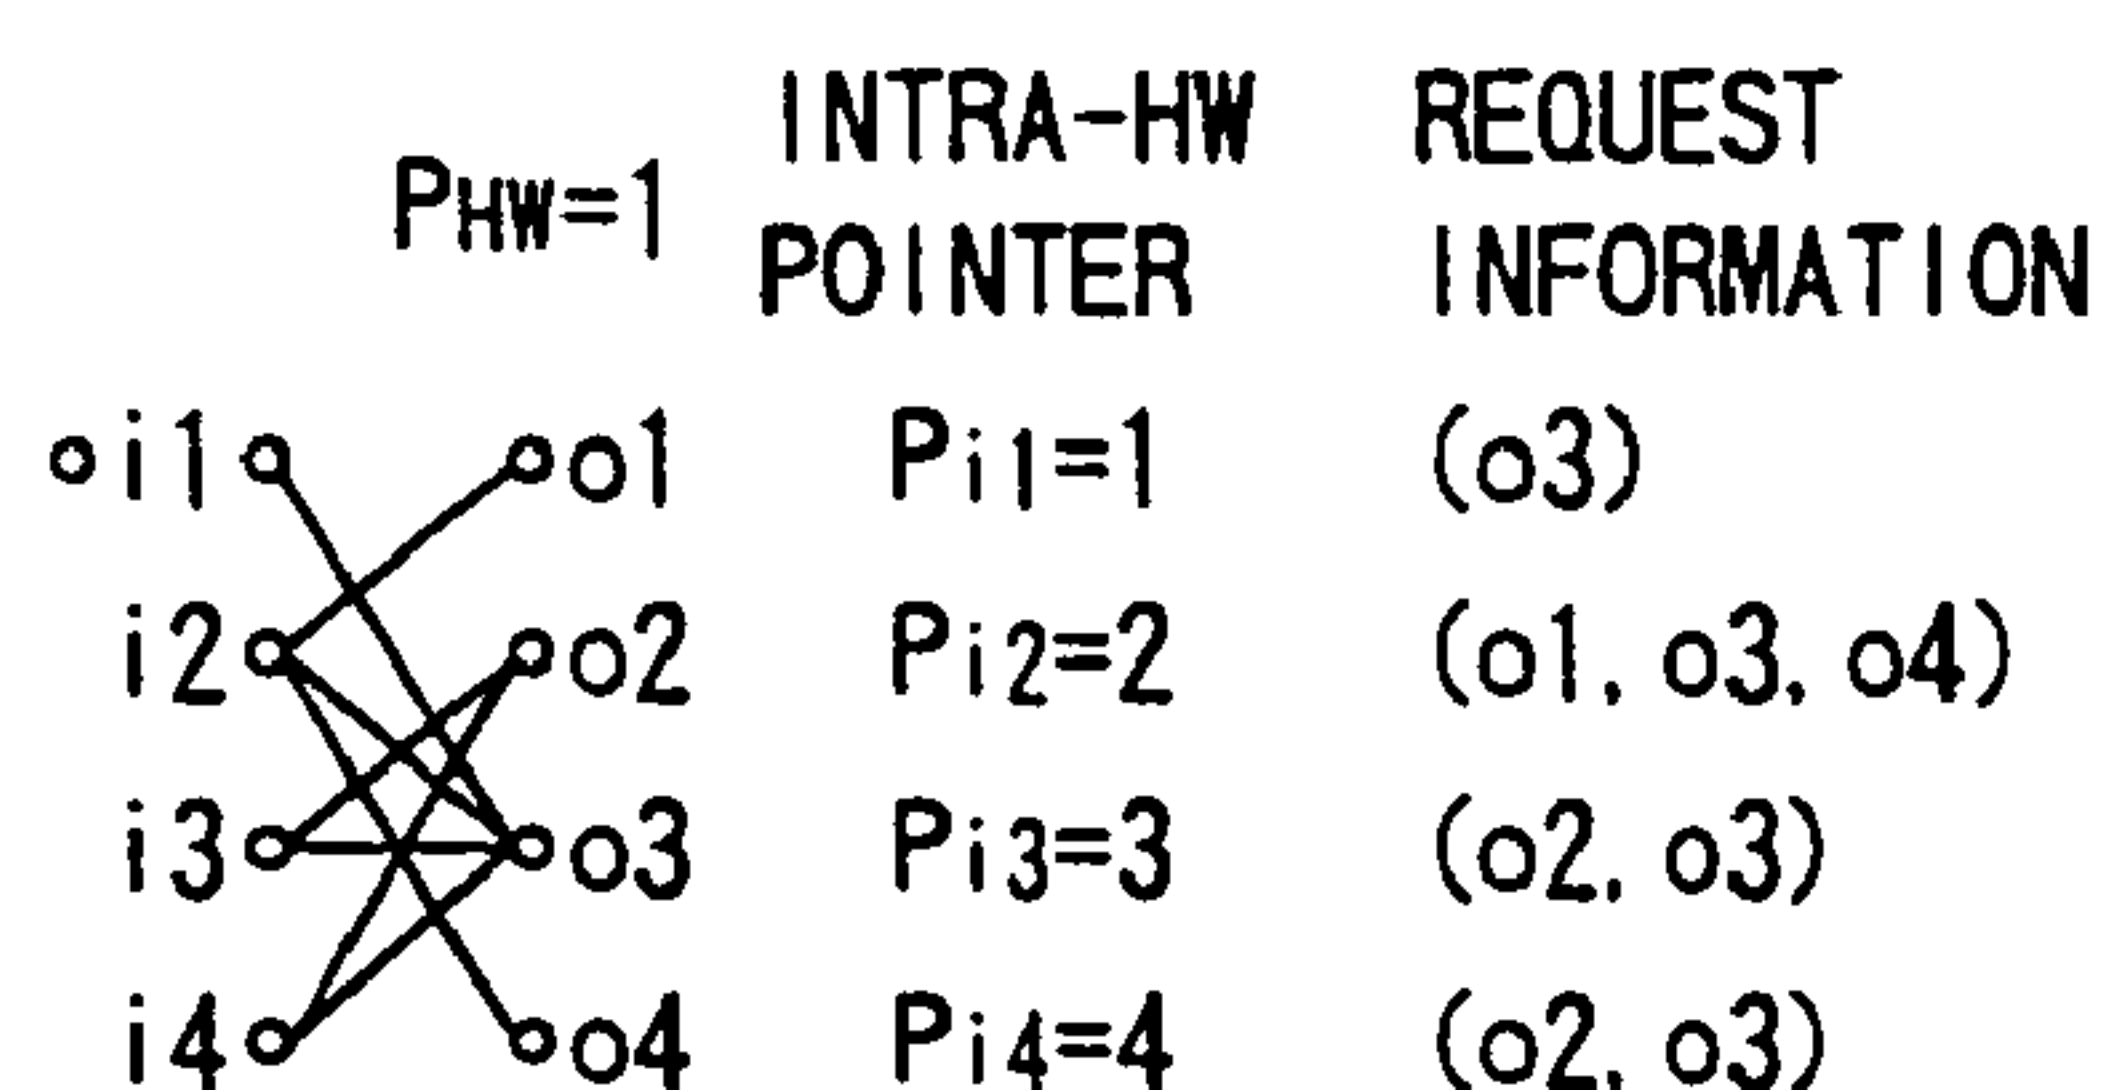 INTRA-HW REQUEST
PHW=1 POINTER INFORMATION
o i1 o1 Pi1=1 (o3)
i2 o2 Pi2=2 (o1, o3, o4)
i3 o3 Pi3=3 (o2, o3)
i4 o4 Pi4=4 (o2, o3)